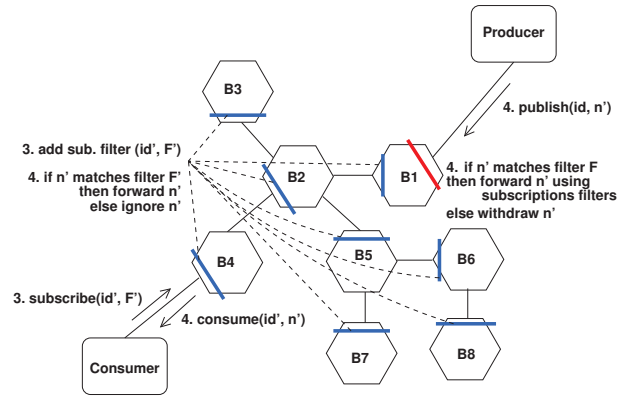 Producer
B3
4. publish(id, n’)
3. add sub. filter (id’, F’)
4. if n’ matches filter F’
then forward n’
else ignore n’
B2
B1
4. if n’ matches filter F
then forward n’ using
subscriptions filters
else withdraw n’
B4
B5
B6
3. subscribe(id’, F’)
4. consume(id’, n’)
B7
B8
Consumer